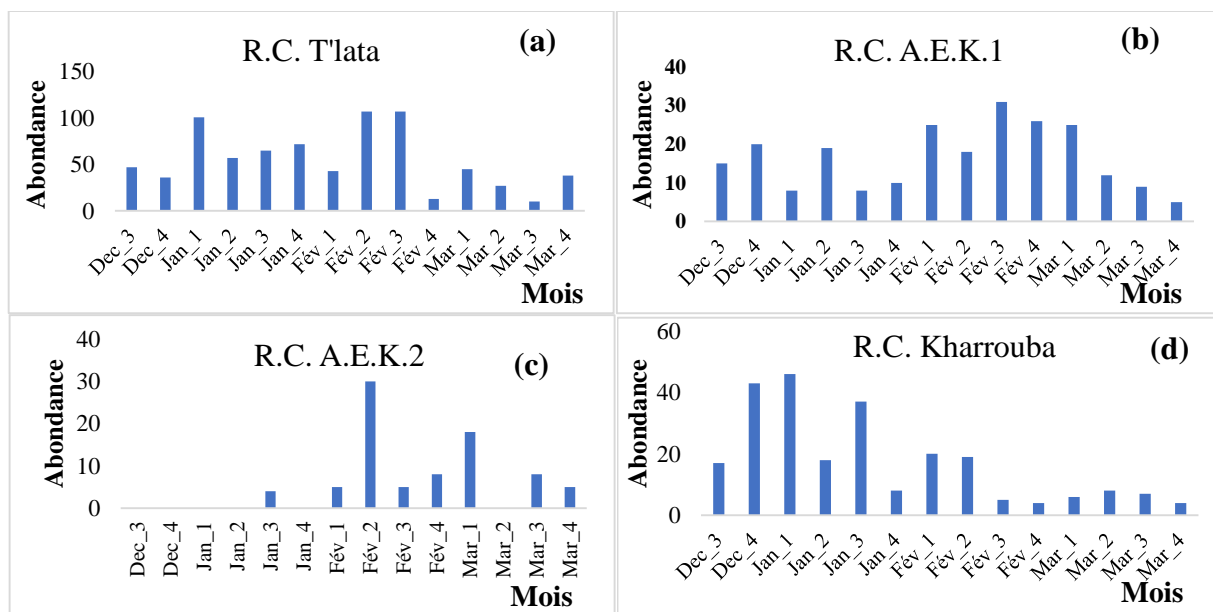 R.C. T'lata
(a)
Abondance
150
100
50
0
Dec_3
Dec_4
Jan_1
Jan_2
Jan_3
Jan_4
Fév_1
Fév_2
Fév_3
Fév_4
Mar_1
Mar_2
Mar_3
Mar_4
Mois
R.C. A.E.K.1
(b)
Abondance
40
30
20
10
0
Dec_3
Dec_4
Jan_1
Jan_2
Jan_3
Jan_4
Fév_1
Fév_2
Fév_3
Fév_4
Mar_1
Mar_2
Mar_3
Mar_4
Mois
R.C. A.E.K.2
(c)
Abondance
40
30
20
10
0
Dec_3
Dec_4
Jan_1
Jan_2
Jan_3
Jan_4
Fév_1
Fév_2
Fév_3
Fév_4
Mar_1
Mar_2
Mar_3
Mar_4
Mois
R.C. Kharrouba
(d)
Abondance
60
40
20
0
Dec_3
Dec_4
Jan_1
Jan_2
Jan_3
Jan_4
Fév_1
Fév_2
Fév_3
Fév_4
Mar_1
Mar_2
Mar_3
Mar_4
Mois